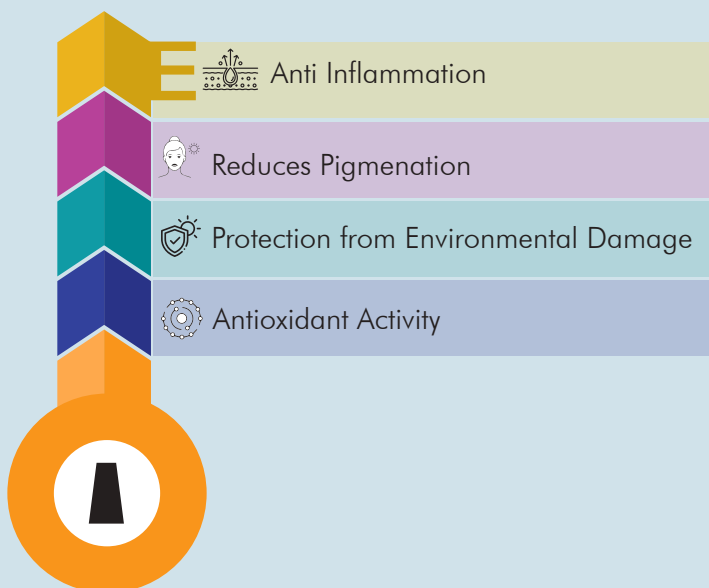 Anti Inflammation
Reduces Pigmenation
Protection from Environmental Damage
Antioxidant Activity